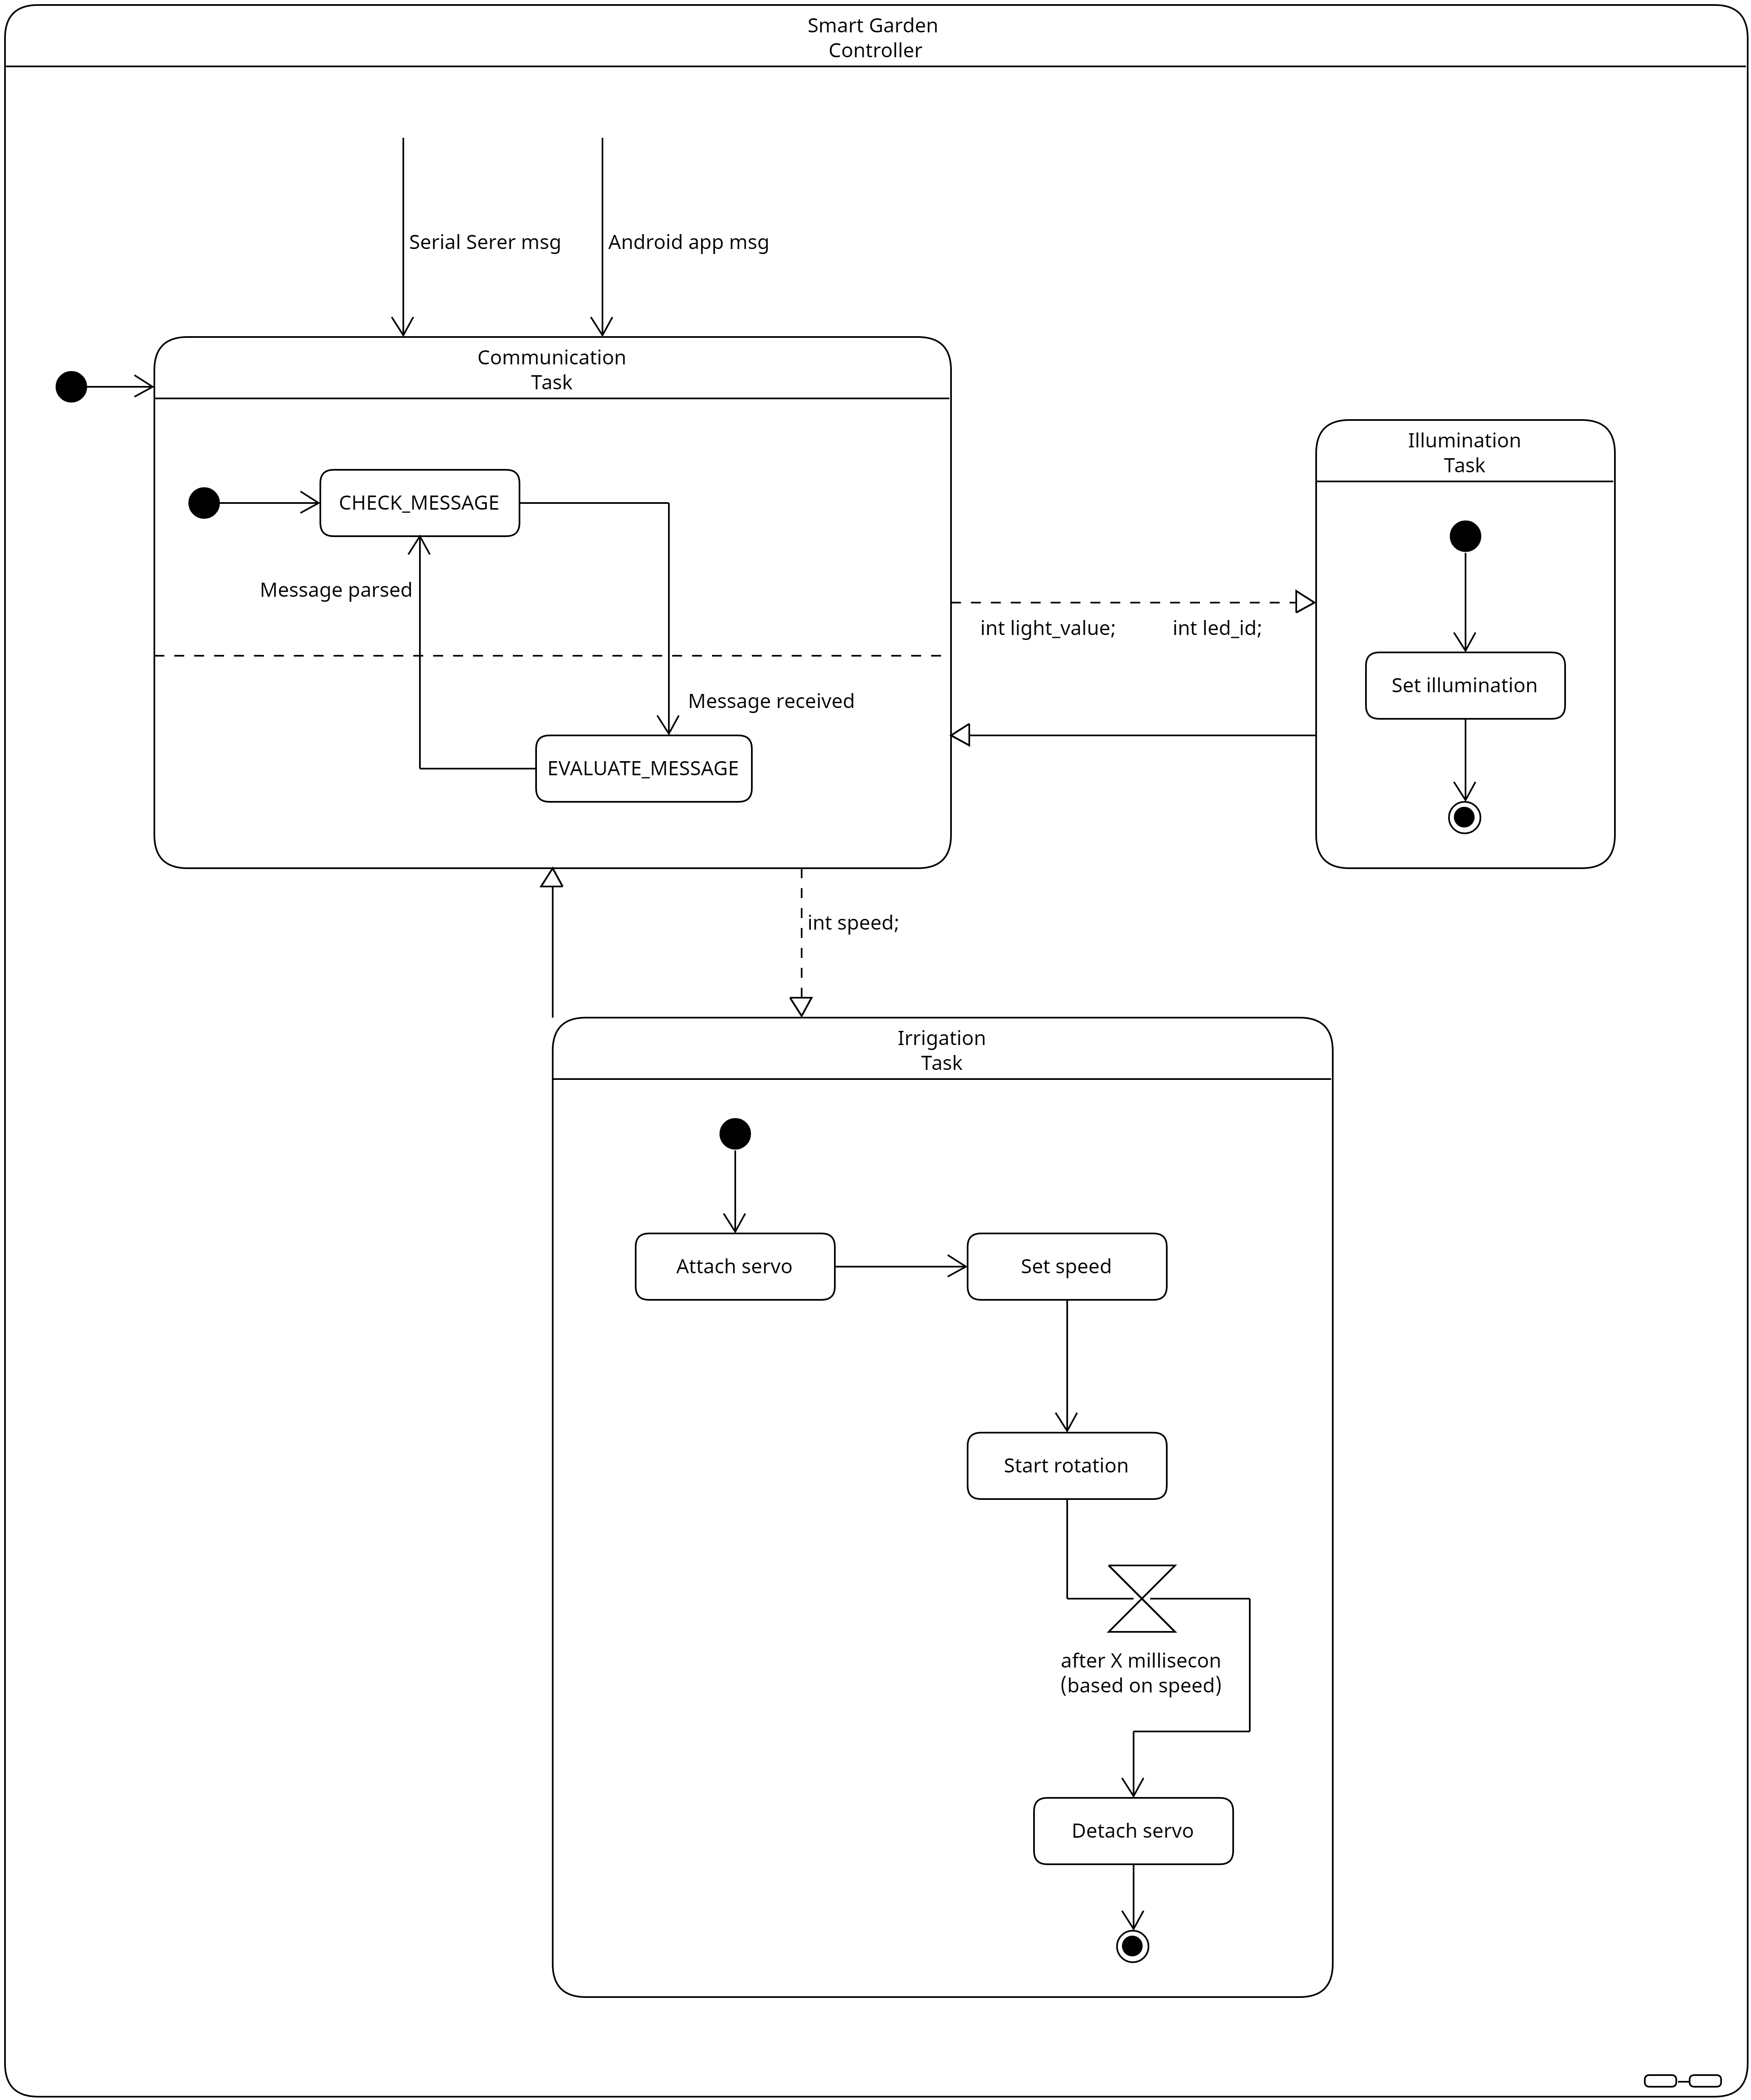 Smart Garden
Controller
Serial Serer msg
Android app msg
Communication
Task
CHECK_MESSAGE
Message parsed
Message received
EVALUATE_MESSAGE
int light_value;
int led_id;
Illumination
Task
Set illumination
int speed;
Irrigation
Task
Attach servo
Set speed
Start rotation
after X millisecon
(based on speed)
Detach servo